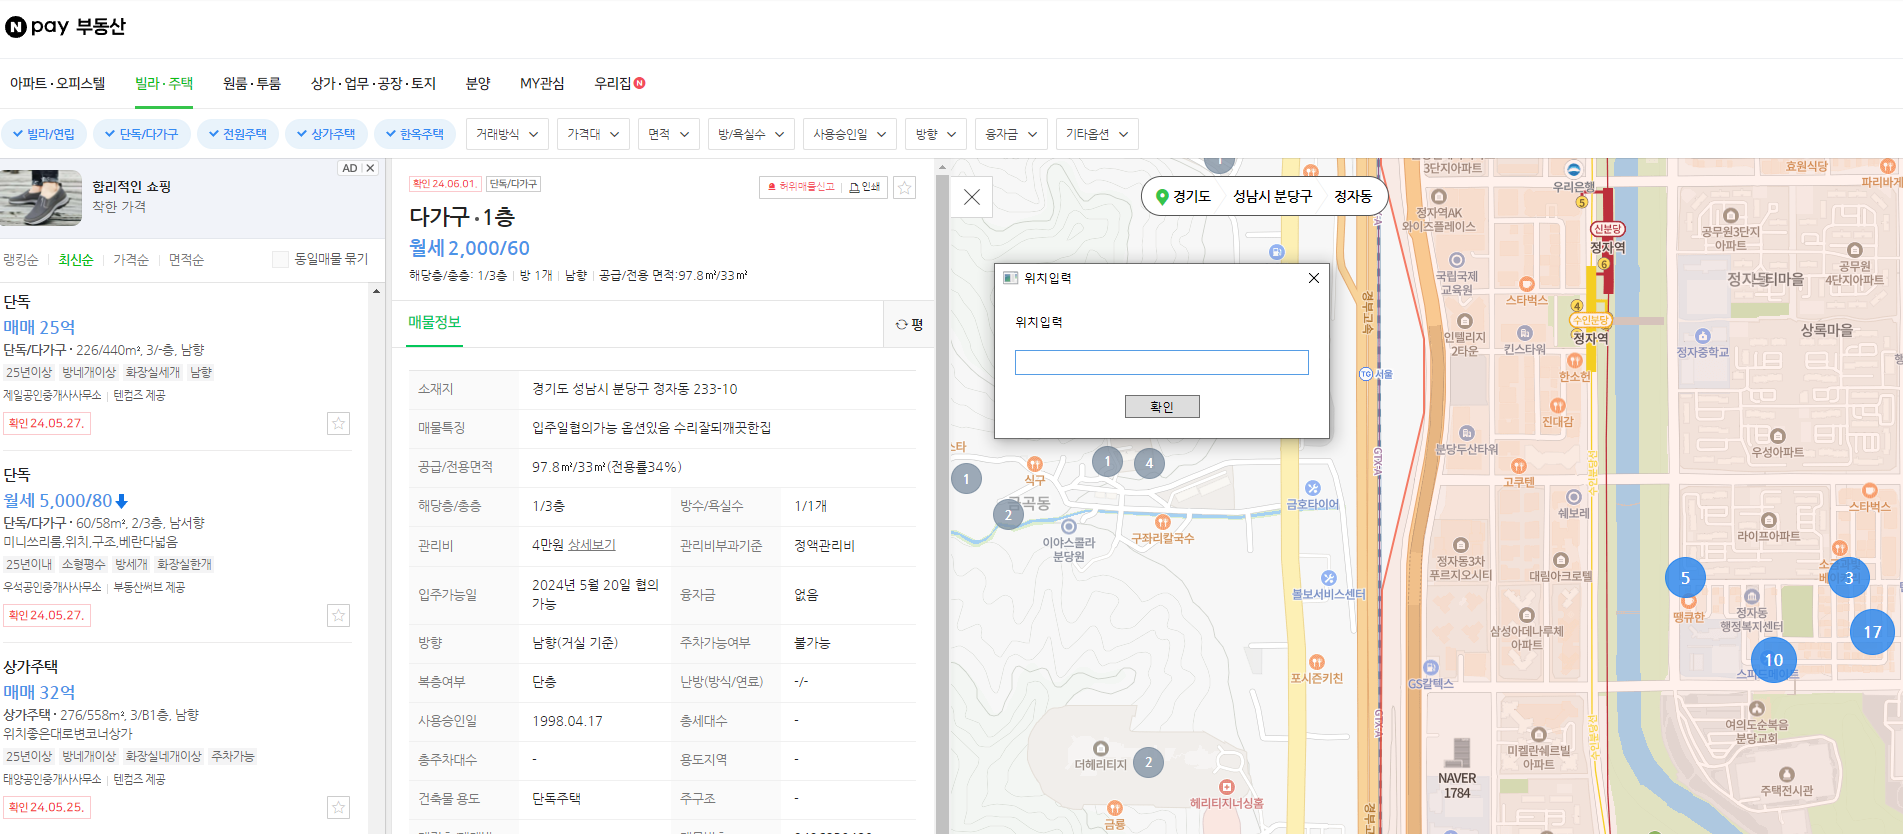 N pay 부동산
아파트·오피스텔 빌라·주택 원룸·투룸 상가·업무·공장·토지 분양 MY관심 우리집 N
빌라/연립 단독/다가구 전원주택 상가주택 한옥주택 거래방식 가격대 면적 방/욕실수 사용승인일 방향 융자금 기타옵션
AD
합리적인 쇼핑
착한 가격
랭킹순 최신순 가격순 면적순 동일매물 묶기
단독
매매 25억
단독/다가구 · 226/440m², 3/-층, 남향
25년이상 방네개이상 화장실세개 남향
제일공인중개사사무소 텐컴즈 제공
확인 24.05.27.
단독
월세 5,000/80
단독/다가구 · 60/58m², 2/3층, 남서향
미니쓰리룸,위치,구조,베란다넓음
25년이내 소형평수 방세개 화장실한개
우석공인중개사사무소 부동산써브 제공
확인 24.05.27.
상가주택
매매 32억
상가주택 · 276/558m², 3/B1층, 남향
위치좋은대로변코너상가
25년이상 방네개이상 화장실네개이상 주차가능
태양공인중개사사무소 텐컴즈 제공
확인 24.05.25.
확인 24.06.01. 단독/다가구
허위매물신고 인쇄
다가구 · 1층
월세 2,000/60
해당층/총층: 1/3층 방 1개 남향 공급/전용 면적:97.8㎡/33㎡
매물정보
평
소재지 경기도 성남시 분당구 정자동 233-10
매물특징 입주일협의가능 옵션있음 수리잘되깨끗한집
공급/전용면적 97.8㎡/33㎡(전용률34%)
해당층/총층 1/3층 방수/욕실수 1/1개
관리비 4만원 상세보기 관리비부과기준 정액관리비
입주가능일 2024년 5월 20일 협의
가능 융자금 없음
방향 남향(거실 기준) 주차가능여부 불가능
복층여부 단층 난방(방식/연료) -/-
사용승인일 1998.04.17 총세대수 -
총주차대수 - 용도지역 -
건축물 용도 단독주택 주구조 -
경기도 성남시 분당구 정자동
위치입력
위치입력
확인
1
3단지아파트
우리은행
5
효원식당
파리바게
정자역AK
와이즈플레이스
신분당
정자역
6
공무원3단지
아파트
공무원
4단지아파트
국립국제
교육원
스타벅스
정자
느티마을
4
수인분당
정자역
상록마을
경부고속
GTX-A
인텔리지
2타운
킨스타워
정자중학교
TG 서울
한소헌
진대감
분당두산타워
우성아파트
스타
1
1
4
식구
금곡동
2
금호타이어
고쿠텐
쉐보레
스타벅스
GTX-A
수인분당선
이야스콜라
분당원
구좌리칼국수
라이프아파트
볼보서비스센터
정자동3차
푸르지오시티
대림아크로텔
5
3
땡큐한
정자동
행정복지센터
17
삼성아데나루체
아파트
10
스피드메이트
포시즌키친
GS칼텍스
GTX-A
수인분당선
여의도순복음
분당교회
미켈란쉐르빌
아파트
더헤리티지
2
NAVER
1784
주택전시관
헤리티지너싱홈
금룡
경부고